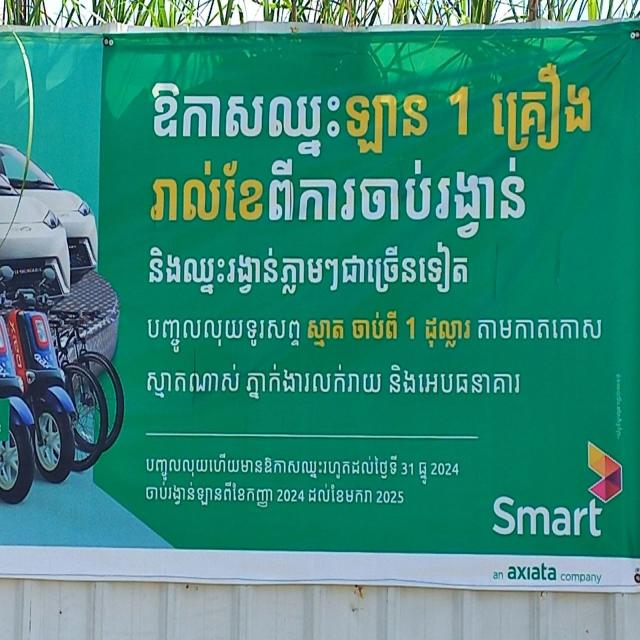 ឱកាសឈ្នះឡាន 1 គ្រឿង
រាល់ខែពីការចាប់រង្វាន់
និងឈ្នះរង្វាន់ភ្លាមៗជាច្រើនទៀត
បញ្ចូលលុយទូរសព្ទ ស្មាត ចាប់ពី 1 ដុល្លារ តាមកាតកោស
ស្មាតណាស់ ភ្នាក់ងារលក់រាយ និងអេបធនាគារ
បញ្ចូលលុយហើយមានឱកាសឈ្នះរហូតដល់ថ្ងៃទី 31 ធ្នូ 2024
ចាប់រង្វាន់ឡានពីខែកញ្ញា 2024 ដល់ខែមករា 2025
Smart
an axiata company